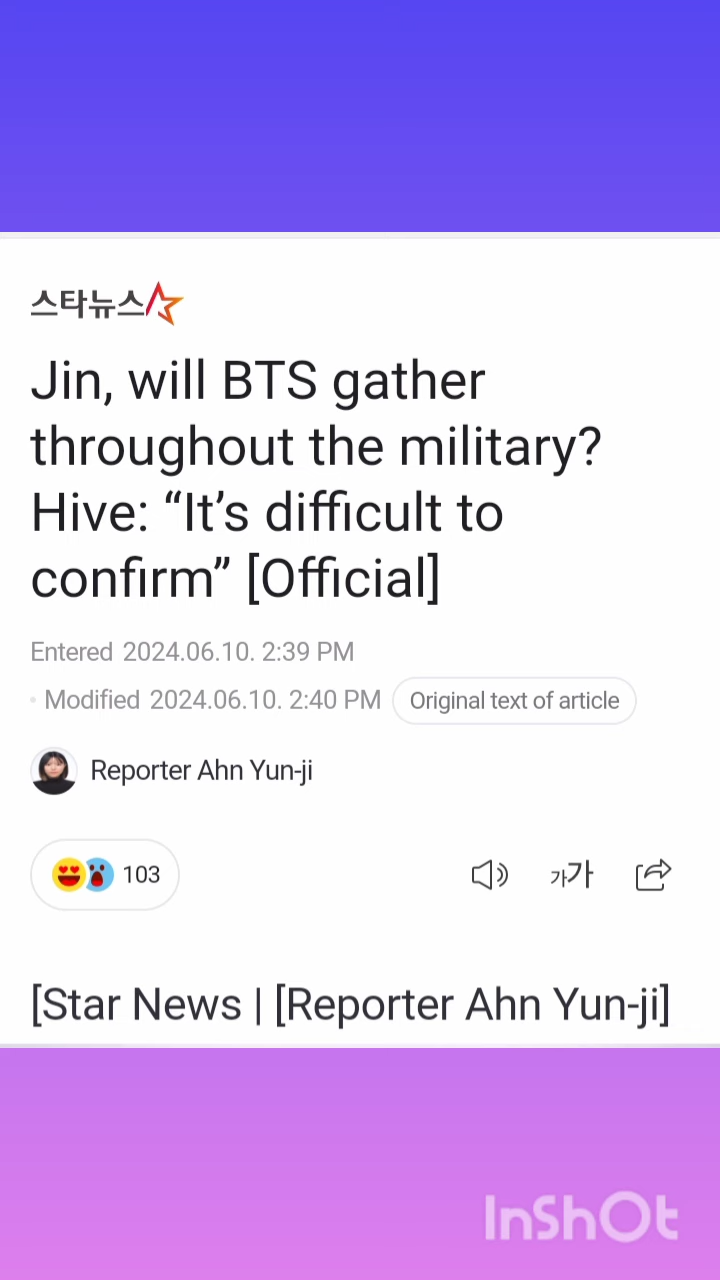 스타뉴스
Jin, will BTS gather
throughout the military?
Hive: “It’s difficult to
confirm” [Official]
Entered 2024.06.10. 2:39 PM
Modified 2024.06.10. 2:40 PM Original text of article
Reporter Ahn Yun-ji
103 가가
[Star News | [Reporter Ahn Yun-ji]
InShOt